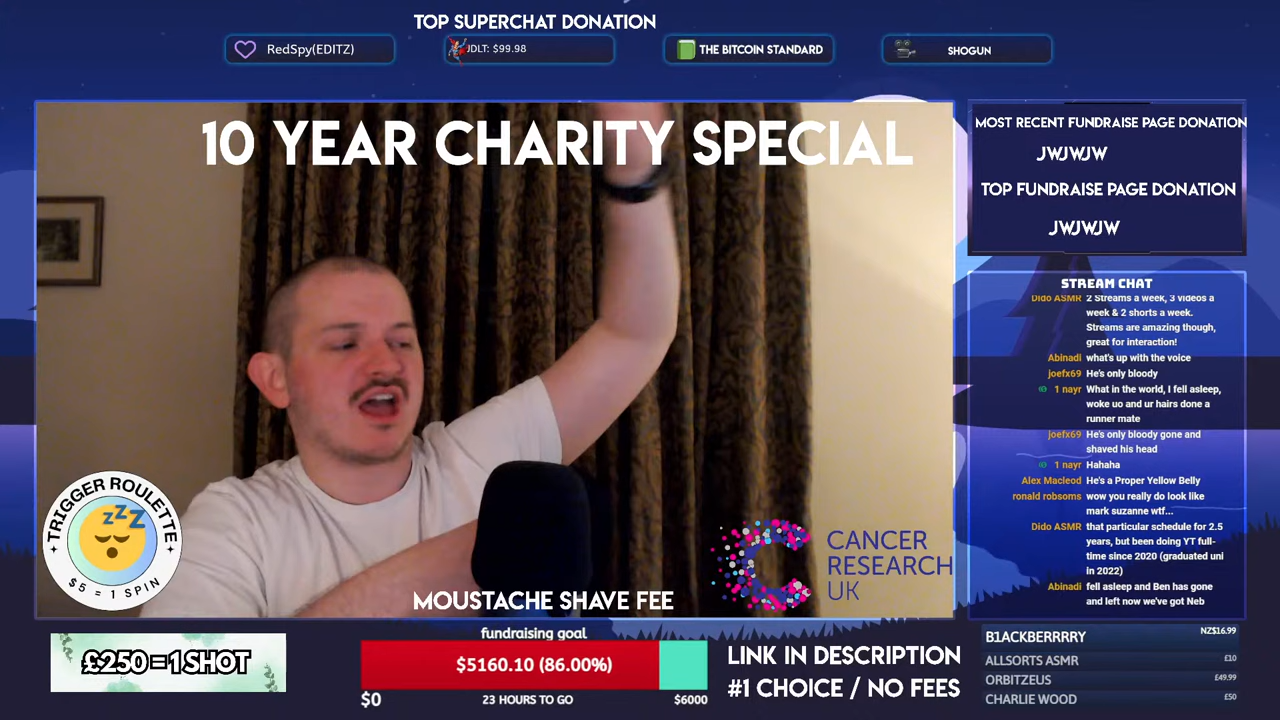 TOP SUPERCHAT DONATION
RedSpy(EDITZ)
JDLT: $99.98
THE BITCOIN STANDARD
SHOGUN
10 YEAR CHARITY SPECIAL
MOST RECENT FUNDRAISE PAGE DONATION
JWJWJW
TOP FUNDRAISE PAGE DONATION
JWJWJW
STREAM CHAT
Dido ASMR 2 Streams a week, 3 videos a
week & 2 shorts a week.
Streams are amazing though,
great for interaction!
Abinadi what's up with the voice
joefx69 He's only bloody
1 nayr What in the world, I fell asleep,
woke uo and ur hairs done a
runner mate
joefx69 He's only bloody gone and
shaved his head
1 nayr Hahaha
Alex Macleod He's a Proper Yellow Belly
ronald robsoms wow you really do look like
mark suzanne wtf...
Dido ASMR that particular schedule for 2.5
years, but been doing YT full-
time since 2020 (graduated uni
in 2022)
Abinadi fell asleep and Ben has gone
and left now we've got Neb
TRIGGER ROULETTE
zzZ
$5 = 1 SPIN
CANCER
RESEARCH
UK
MOUSTACHE SHAVE FEE
£250 = 1 SHOT
fundraising goal
$5160.10 (86.00%)
$0
23 HOURS TO GO
$6000
LINK IN DESCRIPTION
#1 CHOICE / NO FEES
B1ACKBERRRRY NZ$16.99
ALLSORTS ASMR £10
ORBITZEUS £49.99
CHARLIE WOOD £50